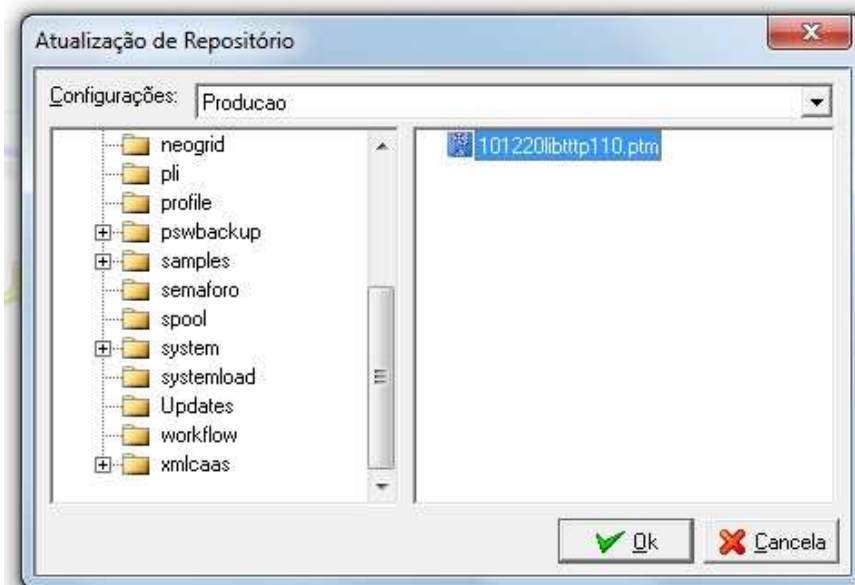 Atualização de Repositório
Configurações: Producao
neogrid
pli
profile
pswbackup
samples
semaforo
spool
system
systemload
Updates
workflow
xmlcaas
101220libtttp110.ptm
Ok
Cancela